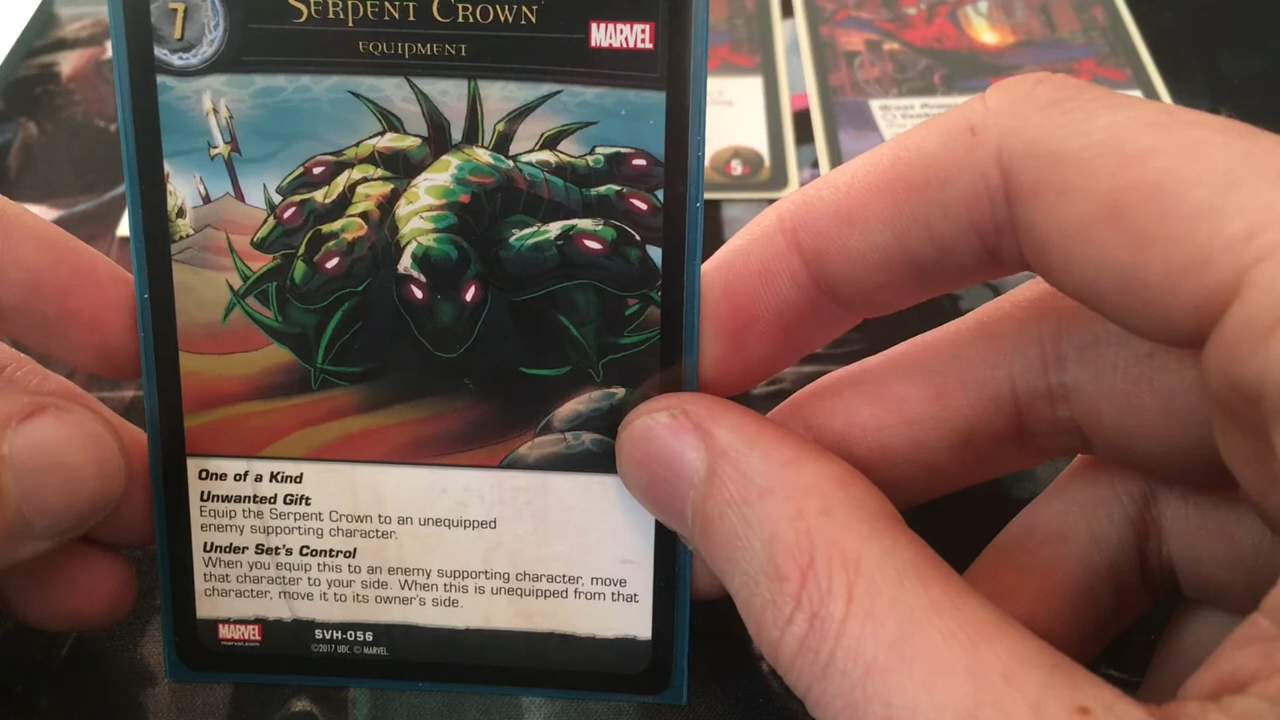 7
SERPENT CROWN
EQUIPMENT
MARVEL
One of a Kind
Unwanted Gift
Equip the Serpent Crown to an unequipped
enemy supporting character.
Under Set's Control
When you equip this to an enemy supporting character, move
that character to your side. When this is unequipped from that
character, move it to its owner's side.
MARVEL
marvel.com
SVH-056
©2017 UDC. © MARVEL.
5